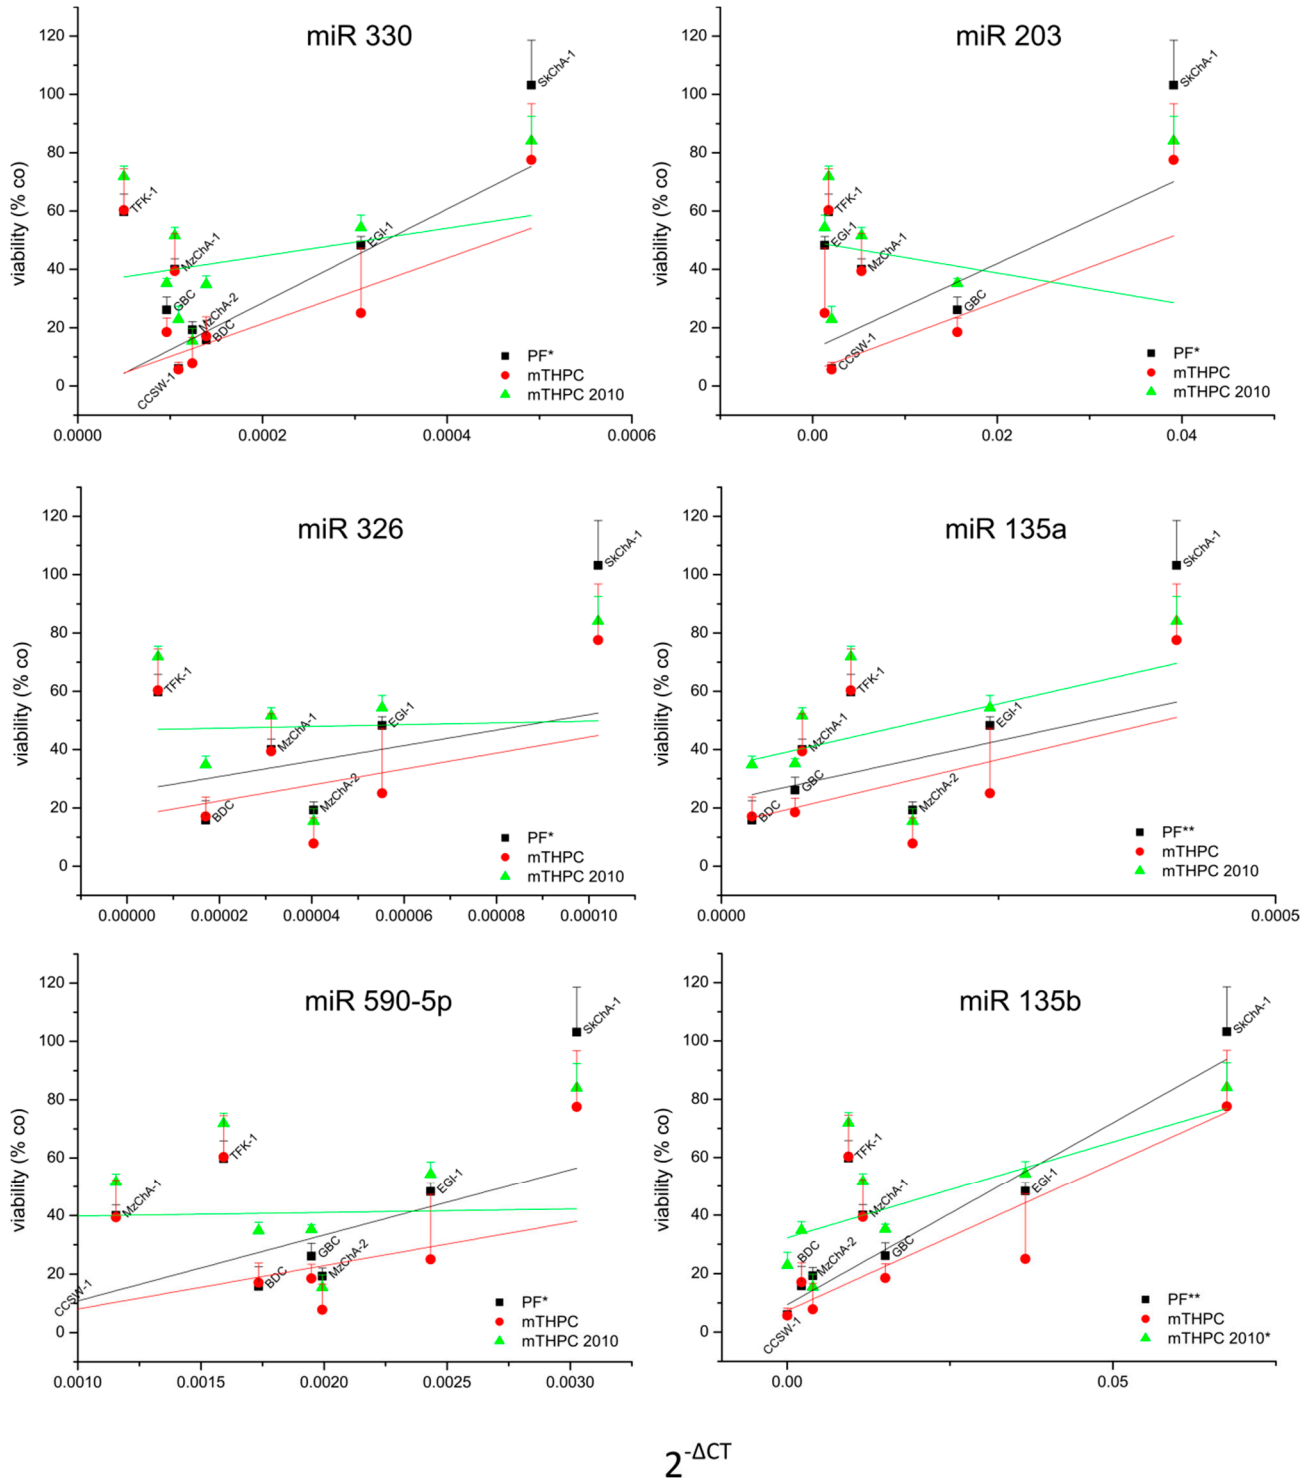 miR 330
viability (% co)
120
100
80
60
40
20
0
SkChA-1
TFK-1
MzChA-1
EGI-1
GBC
MzChA-2
BDC
CCSW-1
PF*
mTHPC
mTHPC 2010
0.0000
0.0002
0.0004
0.0006
miR 203
viability (% co)
120
100
80
60
40
20
0
SkChA-1
TFK-1
EGI-1
MzChA-1
GBC
CCSW-1
PF*
mTHPC
mTHPC 2010
0.00
0.02
0.04
miR 326
viability (% co)
120
100
80
60
40
20
0
SkChA-1
TFK-1
MzChA-1
EGI-1
BDC
MzChA-2
PF*
mTHPC
mTHPC 2010
0.00000
0.00002
0.00004
0.00006
0.00008
0.00010
miR 135a
viability (% co)
120
100
80
60
40
20
0
SkChA-1
TFK-1
MzChA-1
EGI-1
GBC
BDC
MzChA-2
PF**
mTHPC
mTHPC 2010
0.0000
0.0005
miR 590-5p
viability (% co)
120
100
80
60
40
20
0
SkChA-1
TFK-1
MzChA-1
EGI-1
GBC
BDC
MzChA-2
CCSW-1
PF*
mTHPC
mTHPC 2010
0.0010
0.0015
0.0020
0.0025
0.0030
miR 135b
viability (% co)
120
100
80
60
40
20
0
SkChA-1
TFK-1
MzChA-1
EGI-1
BDC
MzChA-2
GBC
CCSW-1
PF**
mTHPC
mTHPC 2010*
0.00
0.05
2^-ΔCT